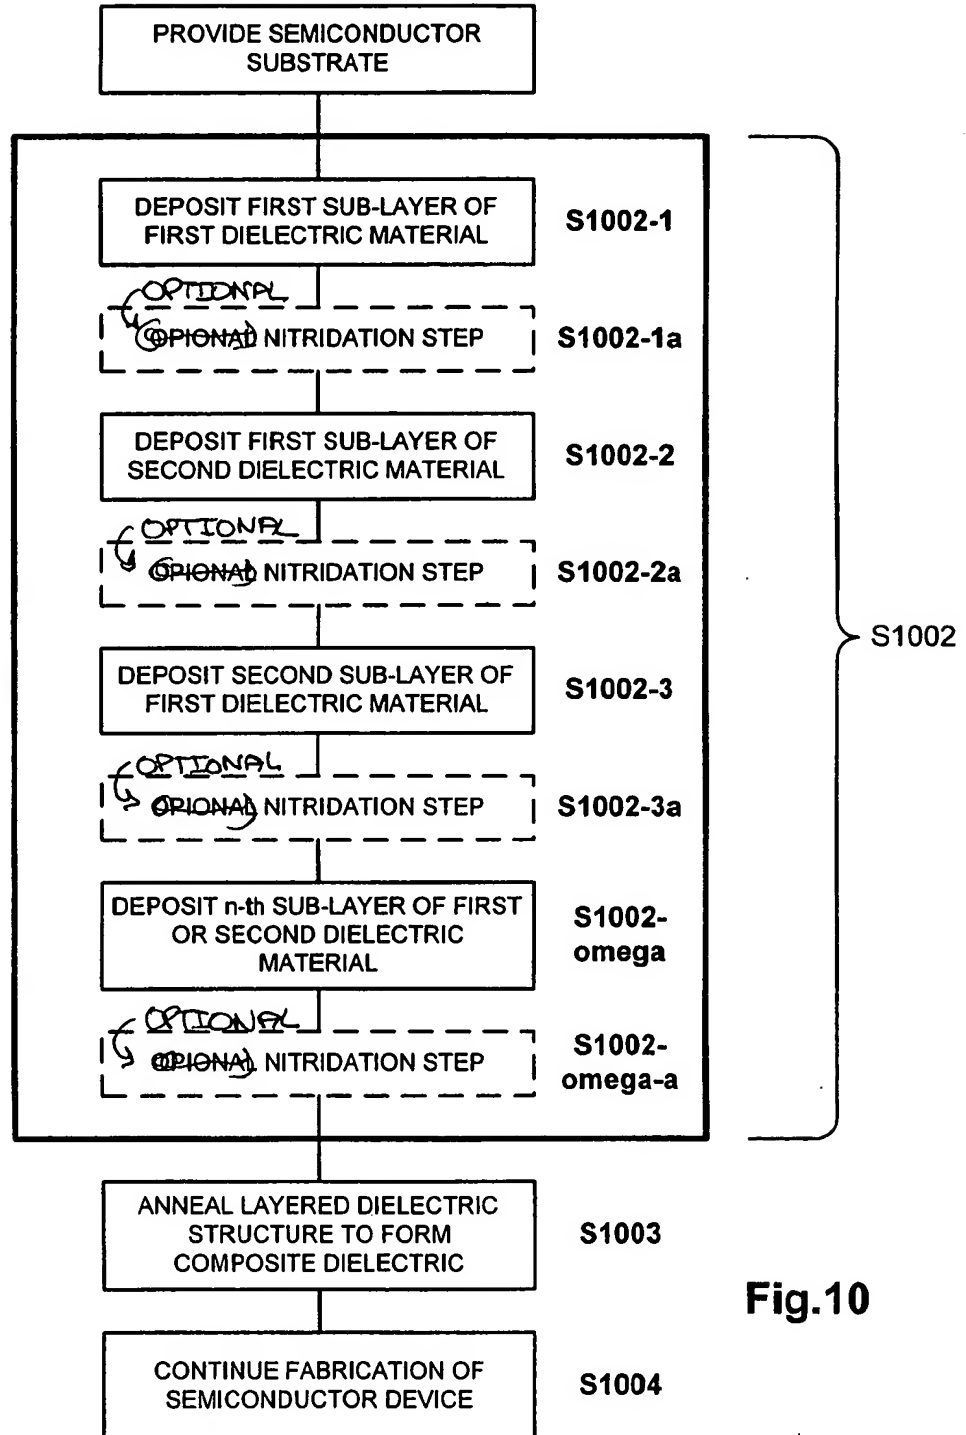 PROVIDE SEMICONDUCTOR
SUBSTRATE
DEPOSIT FIRST SUB-LAYER OF
FIRST DIELECTRIC MATERIAL
S1002-1
OPTIONAL
(OPIONAL) NITRIDATION STEP
S1002-1a
DEPOSIT FIRST SUB-LAYER OF
SECOND DIELECTRIC MATERIAL
S1002-2
OPTIONAL
(OPIONAL) NITRIDATION STEP
S1002-2a
DEPOSIT SECOND SUB-LAYER OF
FIRST DIELECTRIC MATERIAL
S1002-3
OPTIONAL
(OPIONAL) NITRIDATION STEP
S1002-3a
DEPOSIT n-th SUB-LAYER OF FIRST
OR SECOND DIELECTRIC
MATERIAL
S1002-
omega
OPTIONAL
(OPIONAL) NITRIDATION STEP
S1002-
omega-a
S1002
ANNEAL LAYERED DIELECTRIC
STRUCTURE TO FORM
COMPOSITE DIELECTRIC
S1003
Fig.10
CONTINUE FABRICATION OF
SEMICONDUCTOR DEVICE
S1004